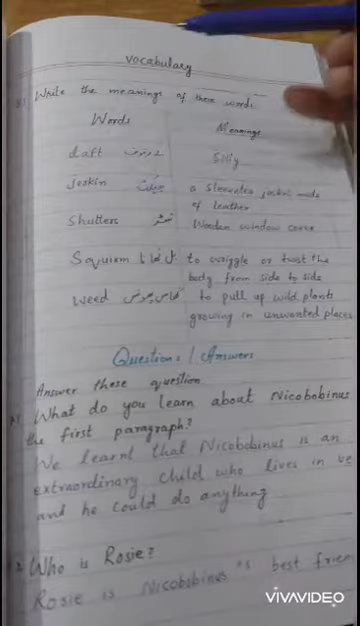 Vocabulary
Write the meanings of these words.
Words Meanings
daft Silly
Jerkin جیکٹ a sleeveless jacket made
of leather
Shutters شٹر Wooden window cover
Squirm to wriggle or twist the
body from side to side
Weed to pull up wild plants
growing in unwanted places
Questions / Answers
Answer these question.
What do you learn about Nicobobinus
the first paragraph?
We learnt that Nicobobinus is an
extraordinary child who lives in ve
and he could do anything
2. Who is Rosie?
Rosie is Nicobobinus's best frien
VIVAVIDEO